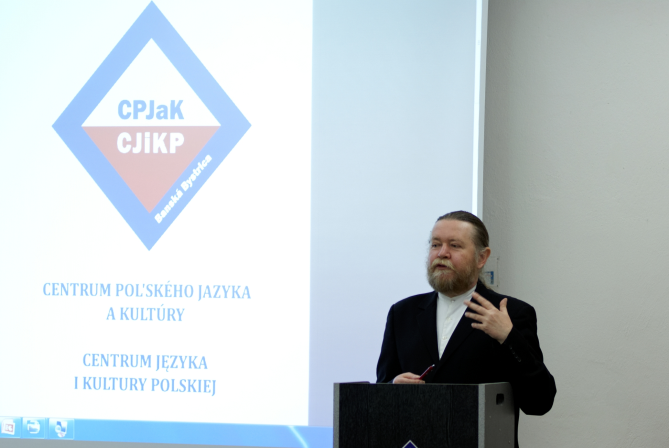 CPJaK
CJiKP
Banská Bystrica
CENTRUM POĽSKÉHO JAZYKA
A KULTÚRY
CENTRUM JĘZYKA
I KULTURY POLSKIEJ